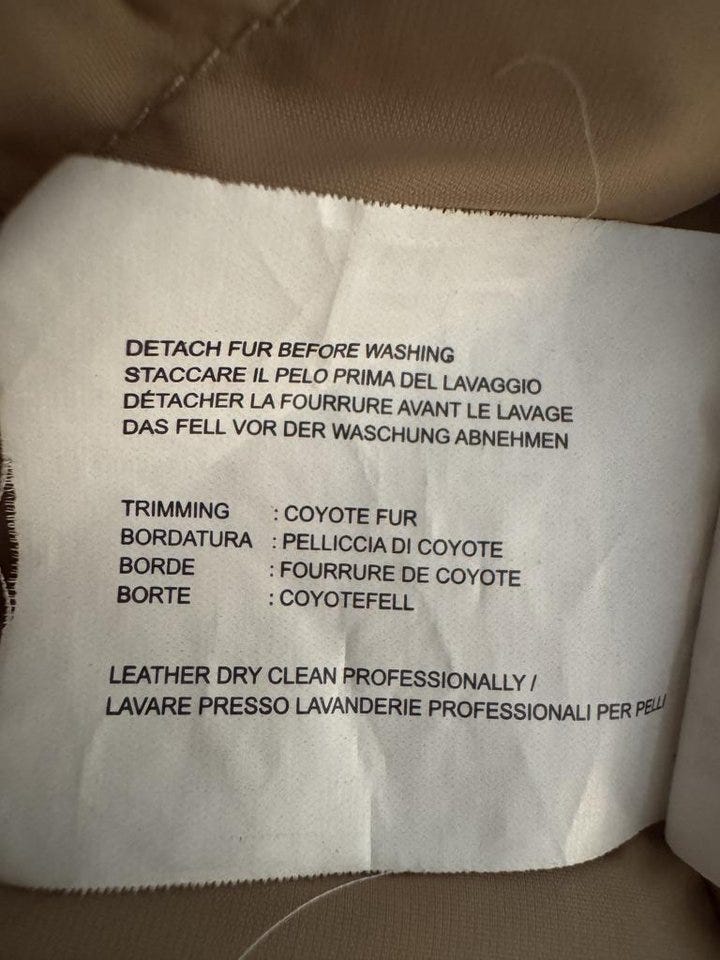 DETACH FUR BEFORE WASHING
STACCARE IL PELO PRIMA DEL LAVAGGIO
DÉTACHER LA FOURRURE AVANT LE LAVAGE
DAS FELL VOR DER WASCHUNG ABNEHMEN
TRIMMING : COYOTE FUR
BORDATURA : PELLICCIA DI COYOTE
BORDE : FOURRURE DE COYOTE
BORTE : COYOTEFELL
LEATHER DRY CLEAN PROFESSIONALLY /
LAVARE PRESSO LAVANDERIE PROFESSIONALI PER PELLI